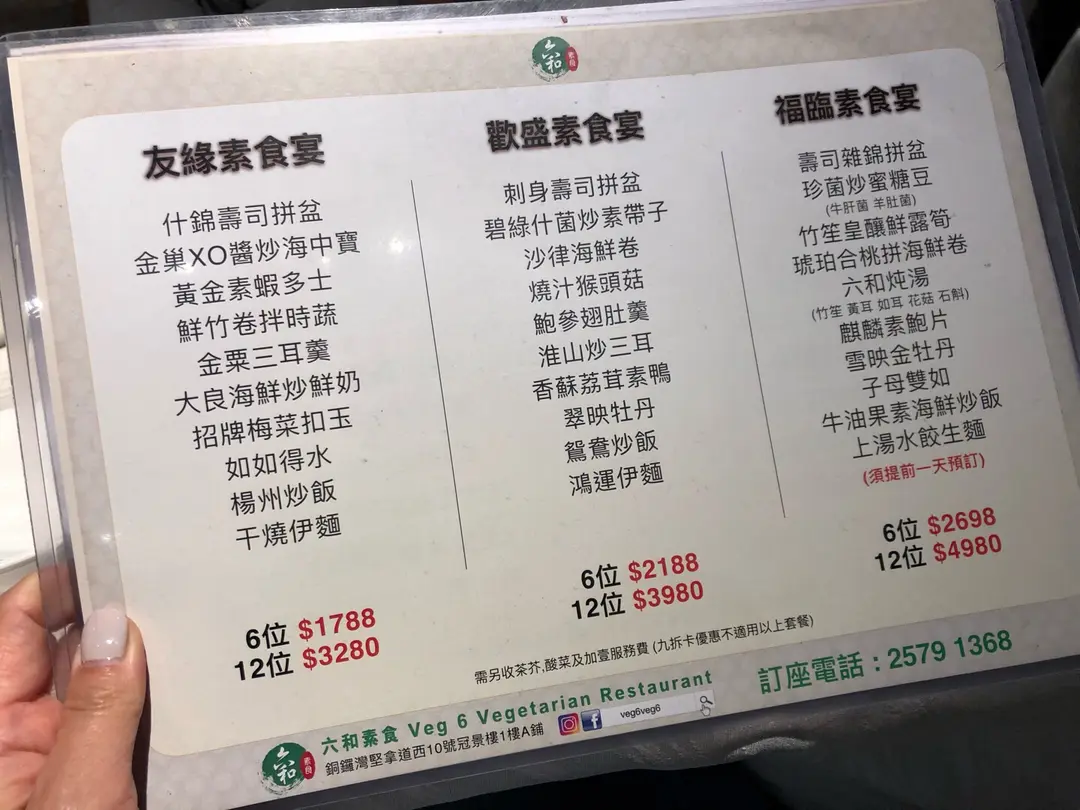 六和
素食
友緣素食宴
什錦壽司拼盆
金巢XO醬炒海中寶
黃金素蝦多士
鮮竹卷拌時蔬
金粟三耳羹
大良海鮮炒鮮奶
招牌梅菜扣玉
如如得水
楊州炒飯
干燒伊麵
6位 $1788
12位 $3280
歡盛素食宴
刺身壽司拼盆
碧綠什菌炒素帶子
沙律海鮮卷
燒汁猴頭菇
鮑參翅肚羹
淮山炒三耳
香蘇荔茸素鴨
翠映牡丹
鴛鴦炒飯
鴻運伊麵
6位 $2188
12位 $3980
福臨素食宴
壽司雜錦拼盆
珍菌炒蜜糖豆
(牛肝菌 羊肚菌)
竹笙皇釀鮮露筍
琥珀合桃拼海鮮卷
六和炖湯
(竹笙 黃耳 如耳 花菇 石斛)
麒麟素鮑片
雪映金牡丹
子母雙如
牛油果素海鮮炒飯
上湯水餃生麵
(須提前一天預訂)
6位 $2698
12位 $4980
需另收茶芥,酸菜及加壹服務費 (九拆卡優惠不適用以上套餐)
六和
素食
六和素食 Veg 6 Vegetarian Restaurant
銅鑼灣堅拿道西10號冠景樓1樓A鋪
veg6veg6
訂座電話：2579 1368